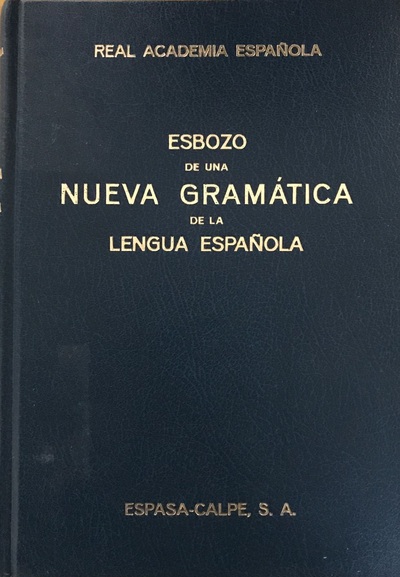 REAL ACADEMIA ESPAÑOLA
ESBOZO
DE UNA
NUEVA GRAMÁTICA
DE LA
LENGUA ESPAÑOLA
ESPASA-CALPE, S. A.